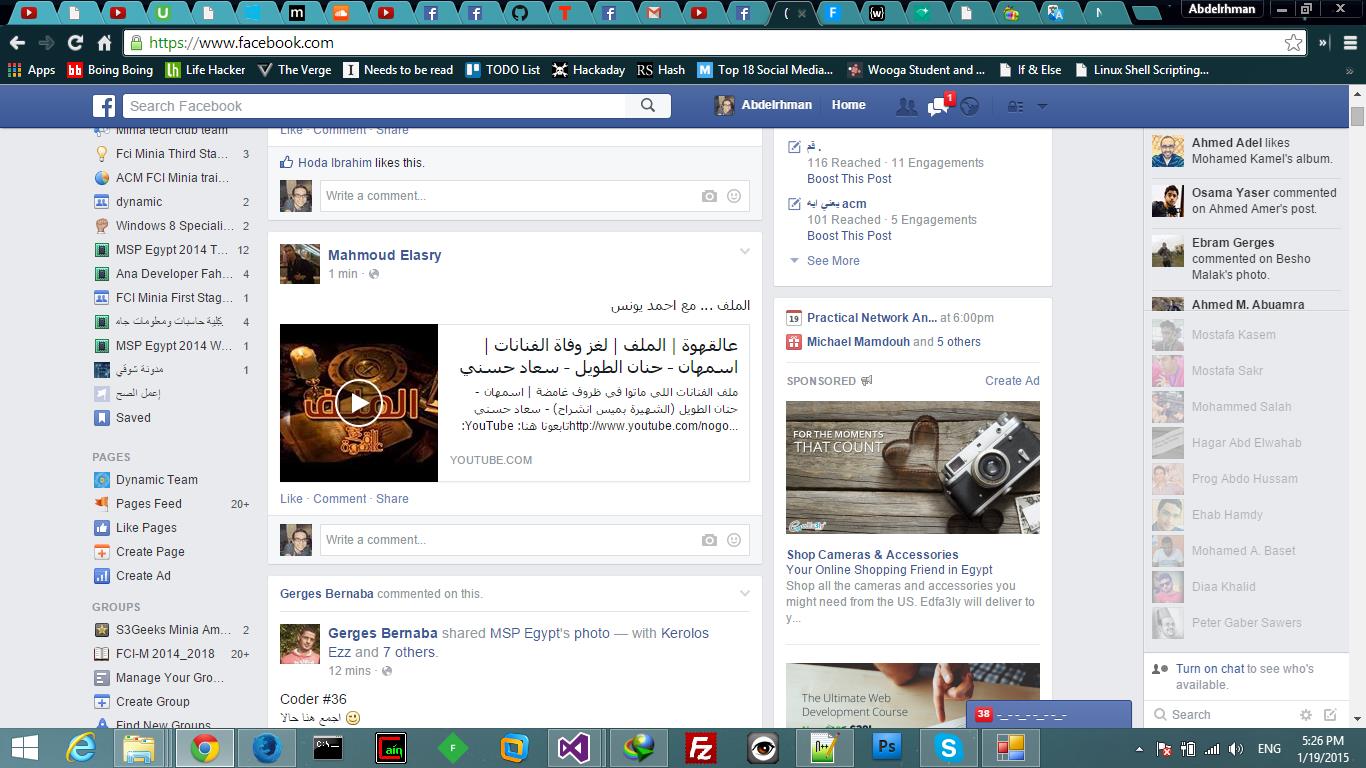 Abdelrhman
https://www.facebook.com
Apps
Boing Boing
Life Hacker
The Verge
Needs to be read
TODO List
Hackaday
Hash
Top 18 Social Media...
Wooga Student and ...
If & Else
Linux Shell Scripting...
Search Facebook
Abdelrhman
Home
1
Minia tech club team
Fci Minia Third Sta... 3
ACM FCI Minia trai...
dynamic 2
Windows 8 Speciali... 2
MSP Egypt 2014 T... 12
Ana Developer Fah... 4
FCI Minia First Stag... 1
كلية حاسبات ومعلومات جام 4
MSP Egypt 2014 W... 1
مدونة شوقي 1
إعمل الصح
Saved
PAGES
Dynamic Team
Pages Feed 20+
Like Pages
Create Page
Create Ad
GROUPS
S3Geeks Minia Am... 2
FCI-M 2014_2018 20+
Manage Your Gro...
Create Group
Find New Groups
Like · Comment · Share
Hoda Ibrahim likes this.
Write a comment...
Mahmoud Elasry
1 min
الملف ... مع احمد يونس
عالقهوة | الملف | لغز وفاة الفنانات |
اسمهان - حنان الطويل - سعاد حسني
ملف الفنانات اللي ماتوا في ظروف غامضة | اسمهان -
حنان الطويل (الشهيرة بميس انشراح) - سعاد حسني
تابعونا هنا: YouTube: http://www.youtube.com/nogo...
YOUTUBE.COM
الملف
Like · Comment · Share
Write a comment...
Gerges Bernaba commented on this.
Gerges Bernaba shared MSP Egypt's photo — with Kerolos
Ezz and 7 others.
12 mins
Coder #36
اجمع هنا حالا
قم .
116 Reached · 11 Engagements
Boost This Post
يعني ايه acm
101 Reached · 5 Engagements
Boost This Post
See More
19 Practical Network An... at 6:00pm
Michael Mamdouh and 5 others
SPONSORED
Create Ad
FOR THE MOMENTS
THAT COUNT
Shop Cameras & Accessories
Your Online Shopping Friend in Egypt
Shop all the cameras and accessories you
might need from the US. Edfa3ly will deliver to
y...
The Ultimate Web
Development Course
38
Ahmed Adel likes
Mohamed Kamel's album.
Osama Yaser commented
on Ahmed Amer's post.
Ebram Gerges
commented on Besho
Malak's photo.
Ahmed M. Abuamra
Mostafa Kasem
Mostafa Sakr
Mohammed Salah
Hagar Abd Elwahab
Prog Abdo Hussam
Ehab Hamdy
Mohamed A. Baset
Diaa Khalid
Peter Gaber Sawers
Turn on chat to see who's
available.
Search
ENG
5:26 PM
1/19/2015